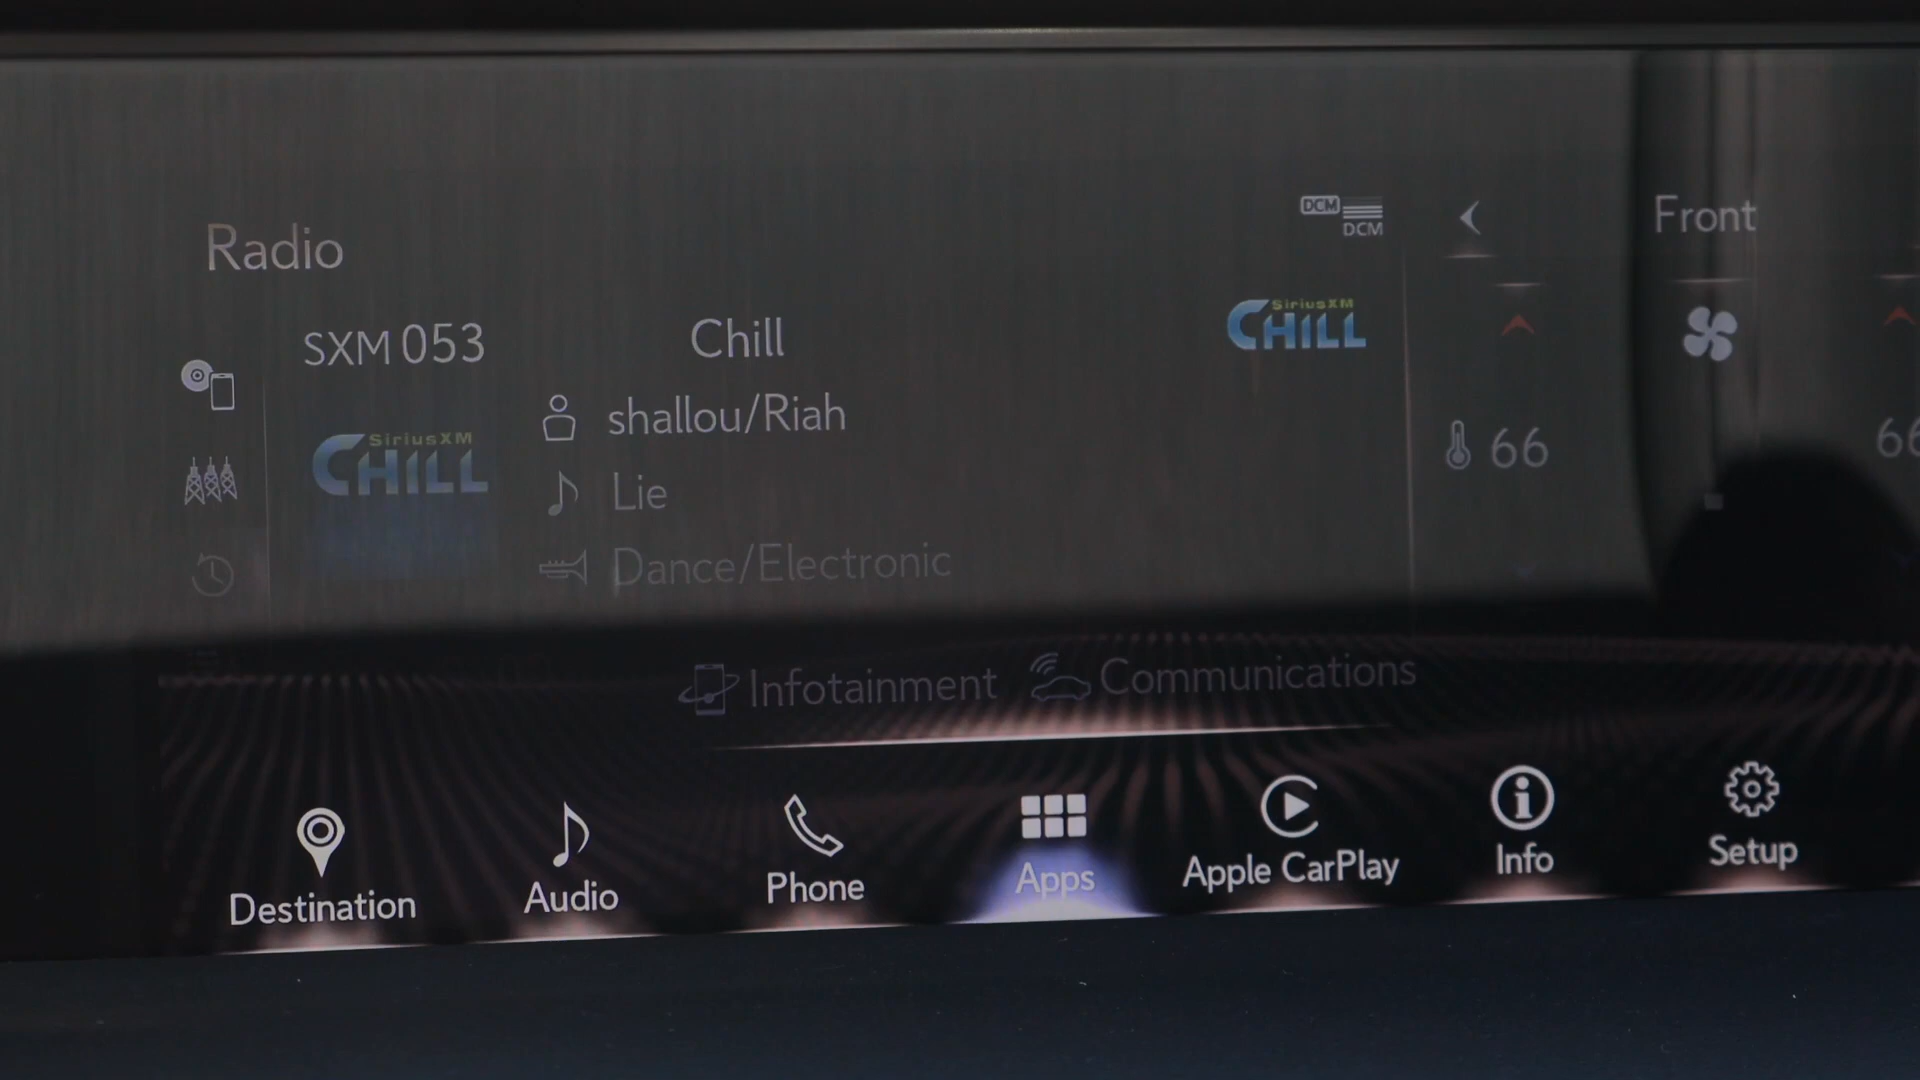 Radio
DCM
DCM
Front
SXM 053
Chill
SiriusXM
CHILL
shallou/Riah
SiriusXM
CHILL
Lie
66
66
Dance/Electronic
Infotainment
Communications
Destination
Audio
Phone
Apps
Apple CarPlay
Info
Setup